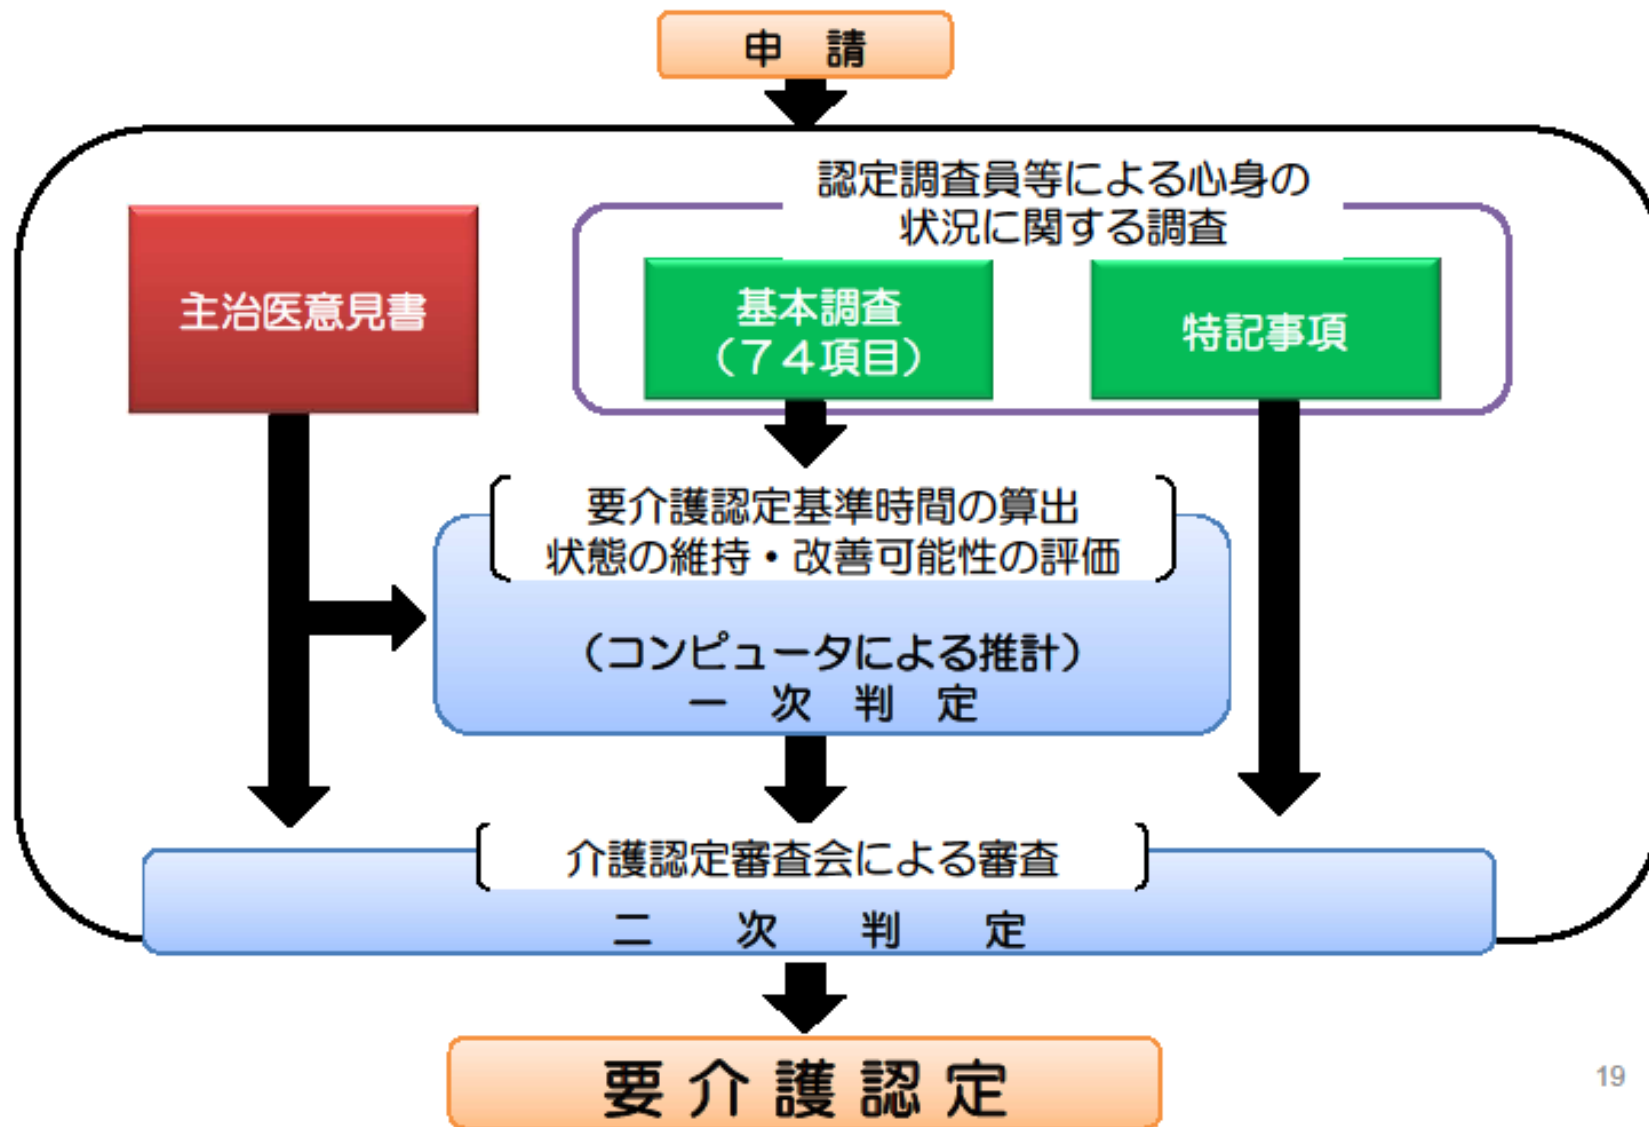 申 請
認定調査員等による心身の
状況に関する調査
主治医意見書
基本調査
（７４項目）
特記事項
要介護認定基準時間の算出
状態の維持・改善可能性の評価
（コンピュータによる推計）
一 次 判 定
介護認定審査会による審査
二 次 判 定
要 介 護 認 定
19